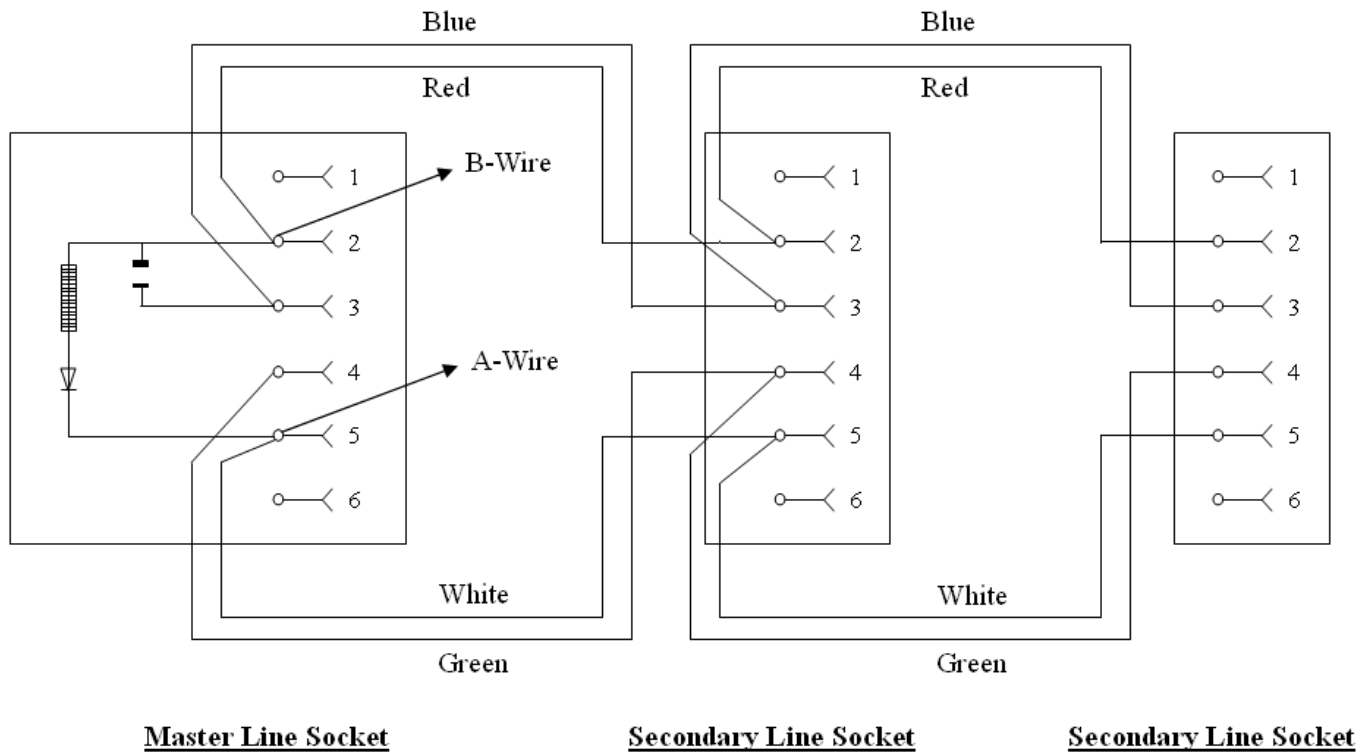 Blue
Blue
Red
Red
B-Wire
1
1
1
2
2
2
3
3
3
A-Wire
4
4
4
5
5
5
6
6
6
White
White
Green
Green
Master Line Socket
Secondary Line Socket
Secondary Line Socket